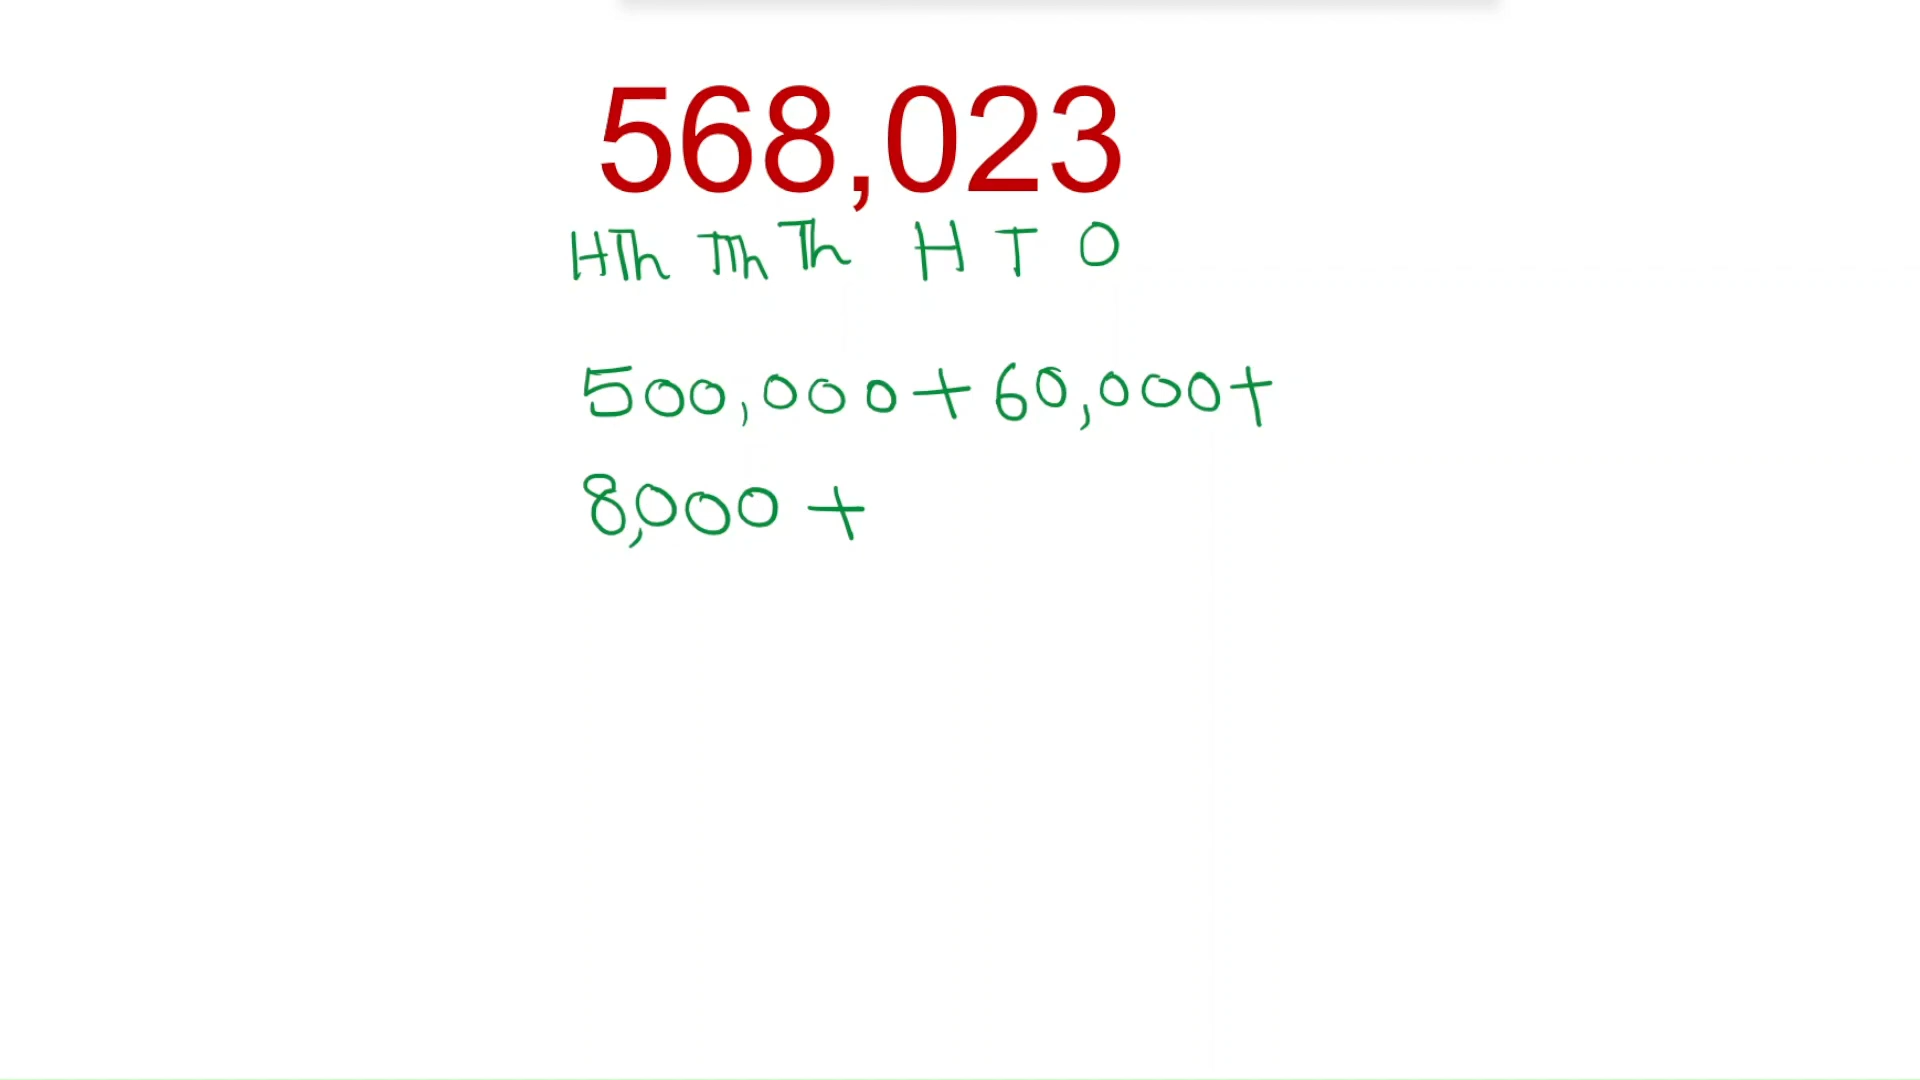 568,023
HTh TTh Th H T O
500,000 + 60,000 +
8,000 +